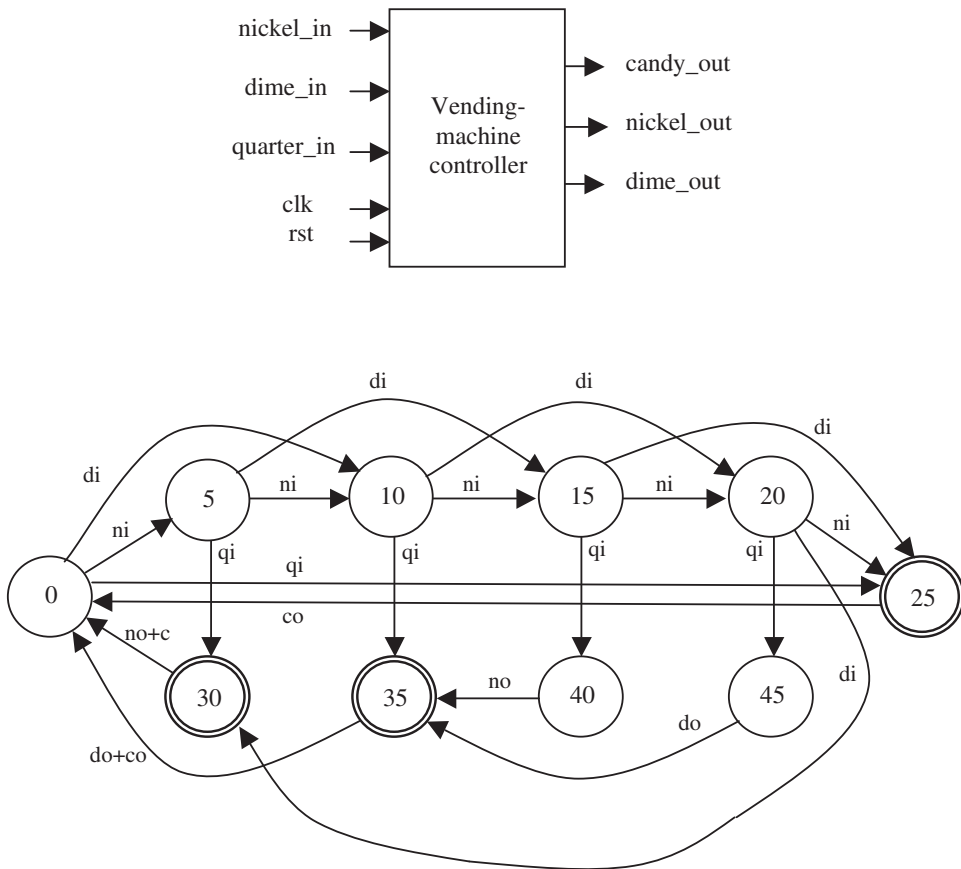 nickel_in
dime_in
quarter_in
clk
rst
Vending-
machine
controller
candy_out
nickel_out
dime_out
di
di
di
di
ni
5
ni
10
ni
15
ni
20
ni
qi
qi
qi
qi
0
qi
25
co
no+c
30
35
no
40
45
di
do+co
do